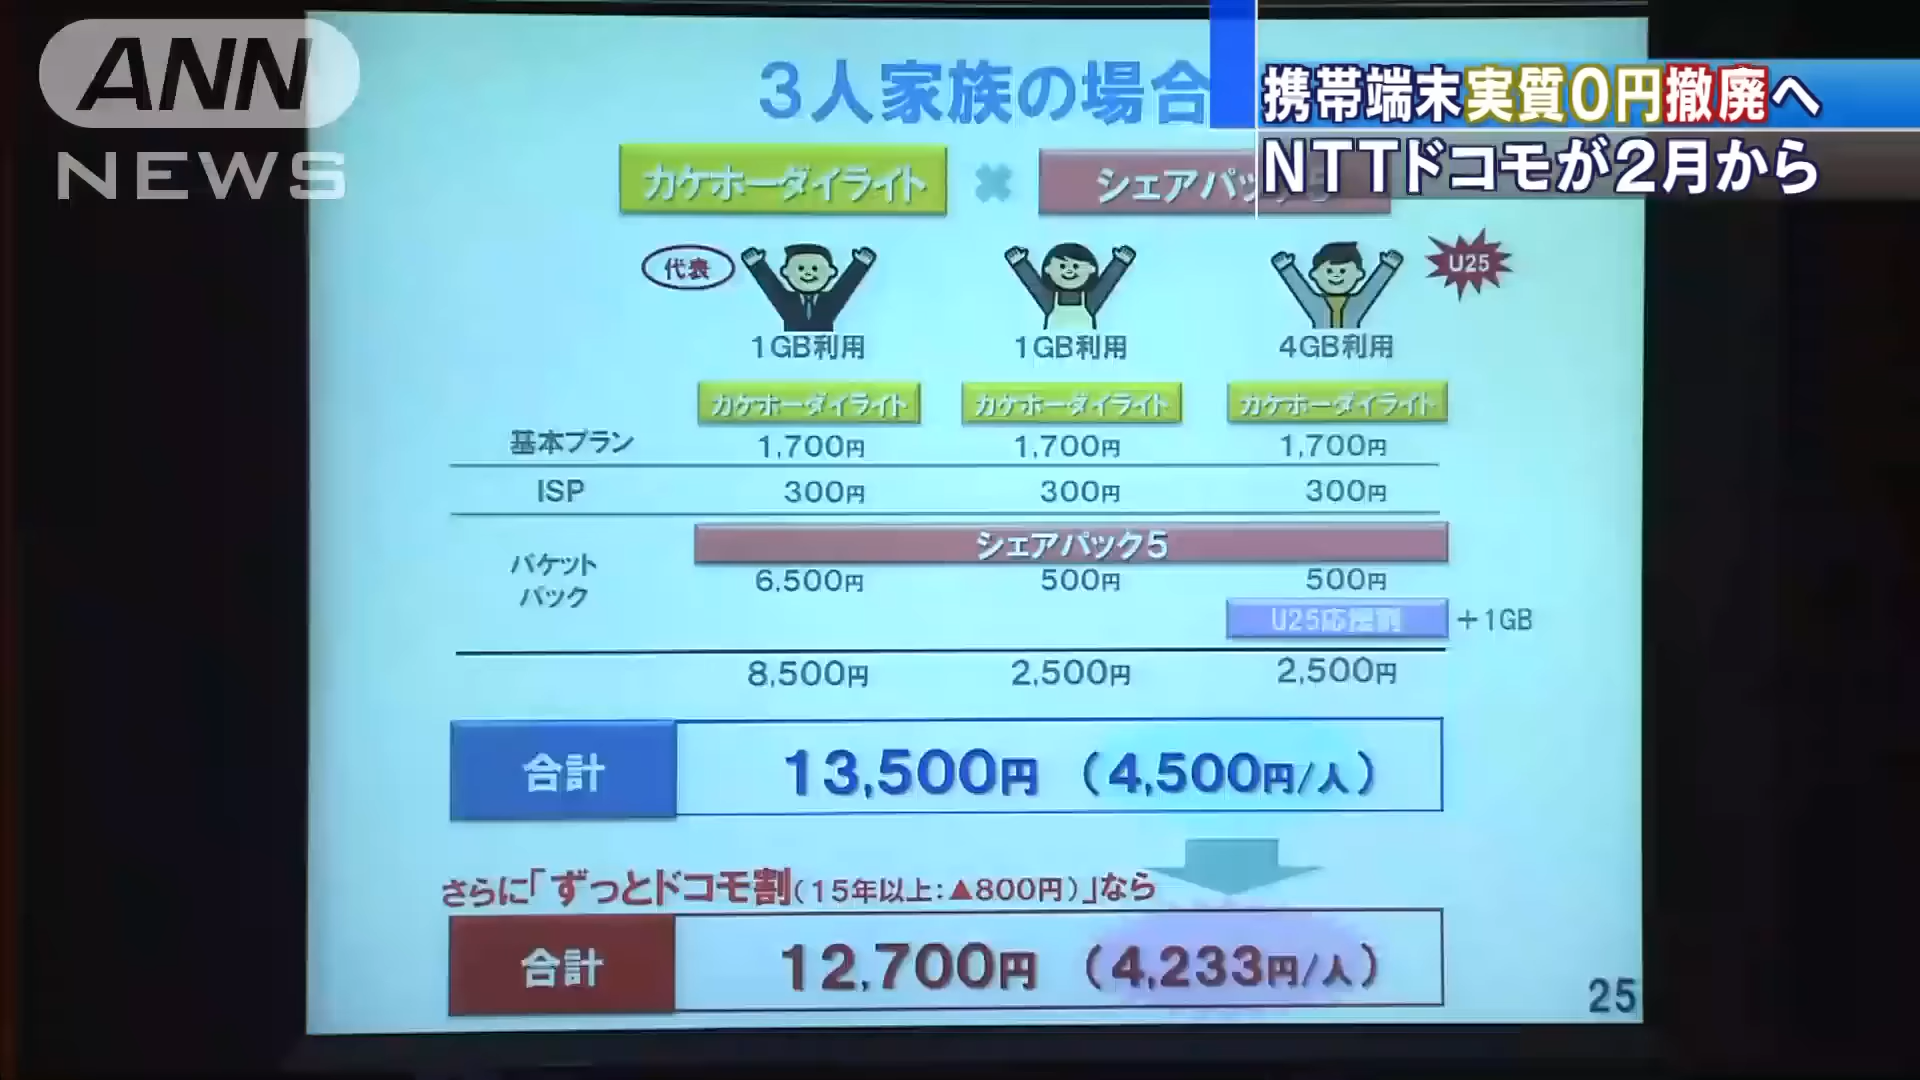 ANN
NEWS
携帯端末実質0円撤廃へ
NTTドコモが2月から
3人家族の場合
カケホーダイライト × シェアパッ
代表
U25
1GB利用 1GB利用 4GB利用
カケホーダイライト カケホーダイライト カケホーダイライト
基本プラン 1,700円 1,700円 1,700円
ISP 300円 300円 300円
シェアパック5
パケット
パック
6,500円 500円 500円
U25応援割 +1GB
8,500円 2,500円 2,500円
合計 13,500円 (4,500円/人)
さらに「ずっとドコモ割(15年以上:▲800円)」なら
合計 12,700円 (4,233円/人)
25